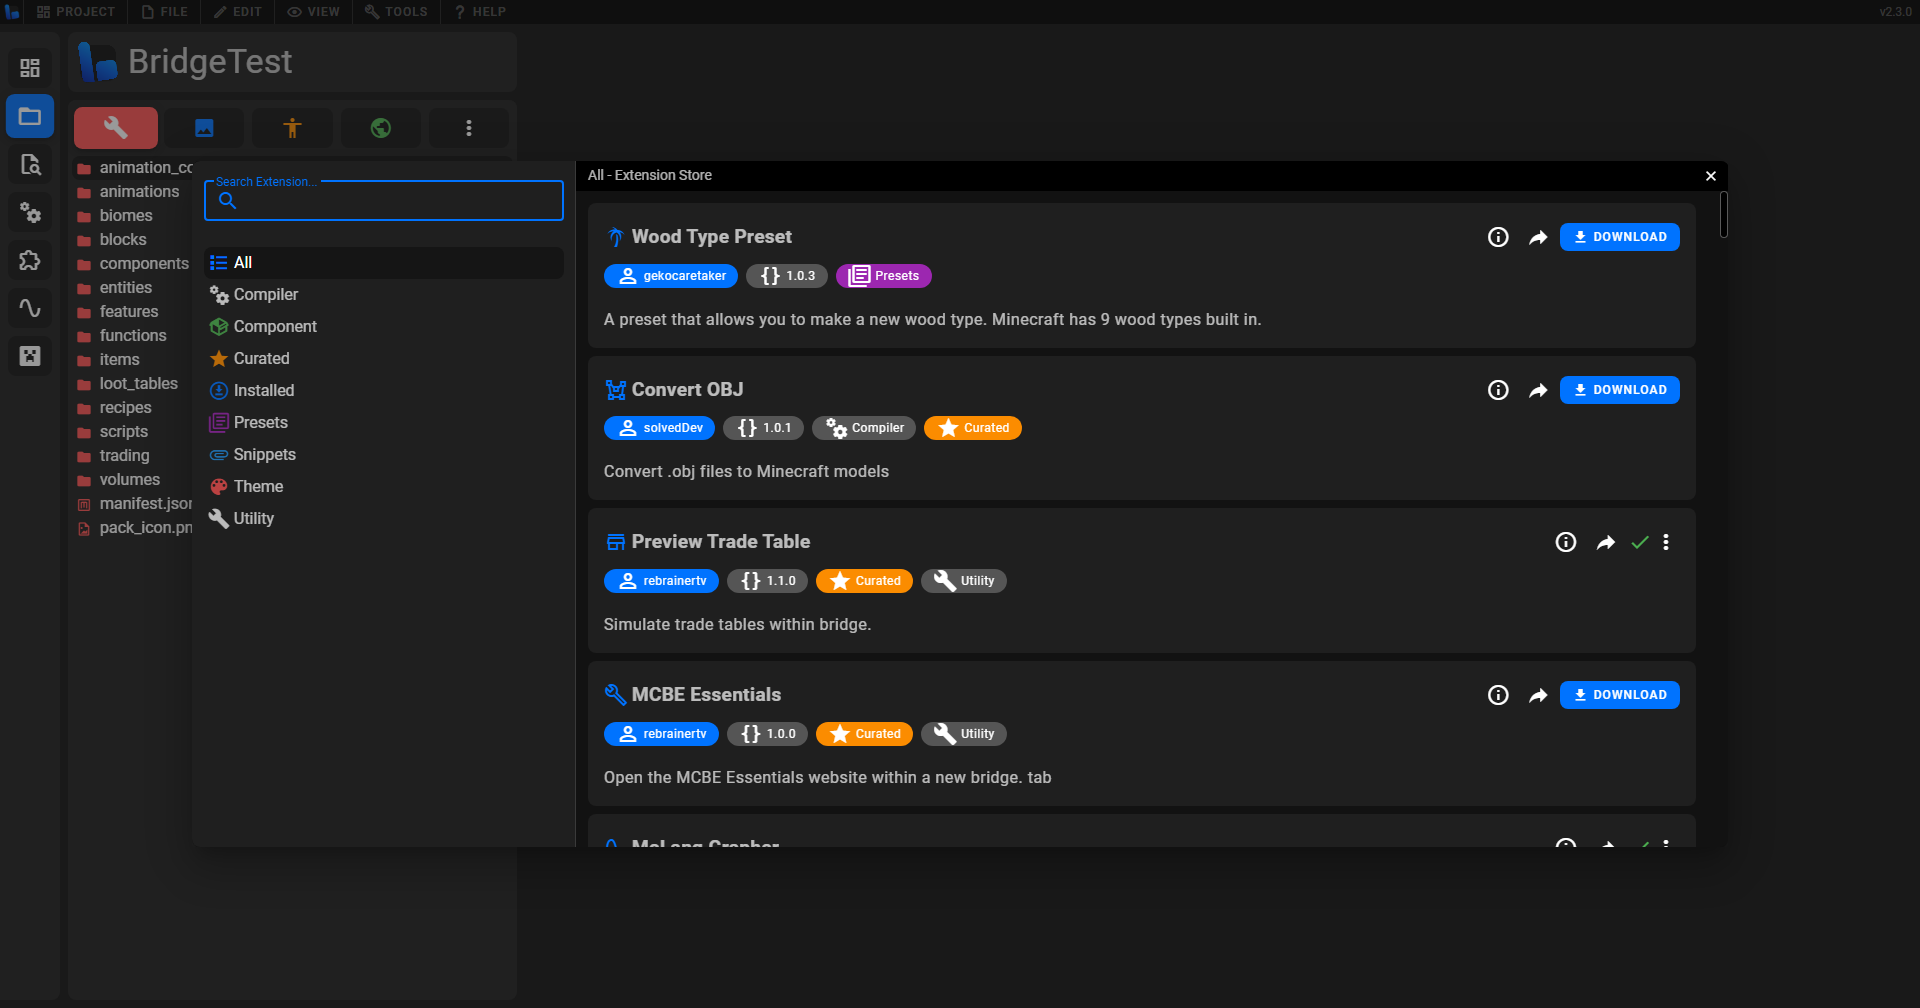 PROJECT FILE EDIT VIEW TOOLS HELP v2.3.0
BridgeTest
animation_cc
animations
biomes
blocks
components
entities
features
functions
items
loot_tables
recipes
scripts
trading
volumes
manifest.jsor
pack_icon.pn
Search Extension...
All
Compiler
Component
Curated
Installed
Presets
Snippets
Theme
Utility
All - Extension Store
Wood Type Preset
DOWNLOAD
gekocaretaker {} 1.0.3 Presets
A preset that allows you to make a new wood type. Minecraft has 9 wood types built in.
Convert OBJ
DOWNLOAD
solvedDev {} 1.0.1 Compiler Curated
Convert .obj files to Minecraft models
Preview Trade Table
rebrainertv {} 1.1.0 Curated Utility
Simulate trade tables within bridge.
MCBE Essentials
DOWNLOAD
rebrainertv {} 1.0.0 Curated Utility
Open the MCBE Essentials website within a new bridge. tab
MoLang Grapher